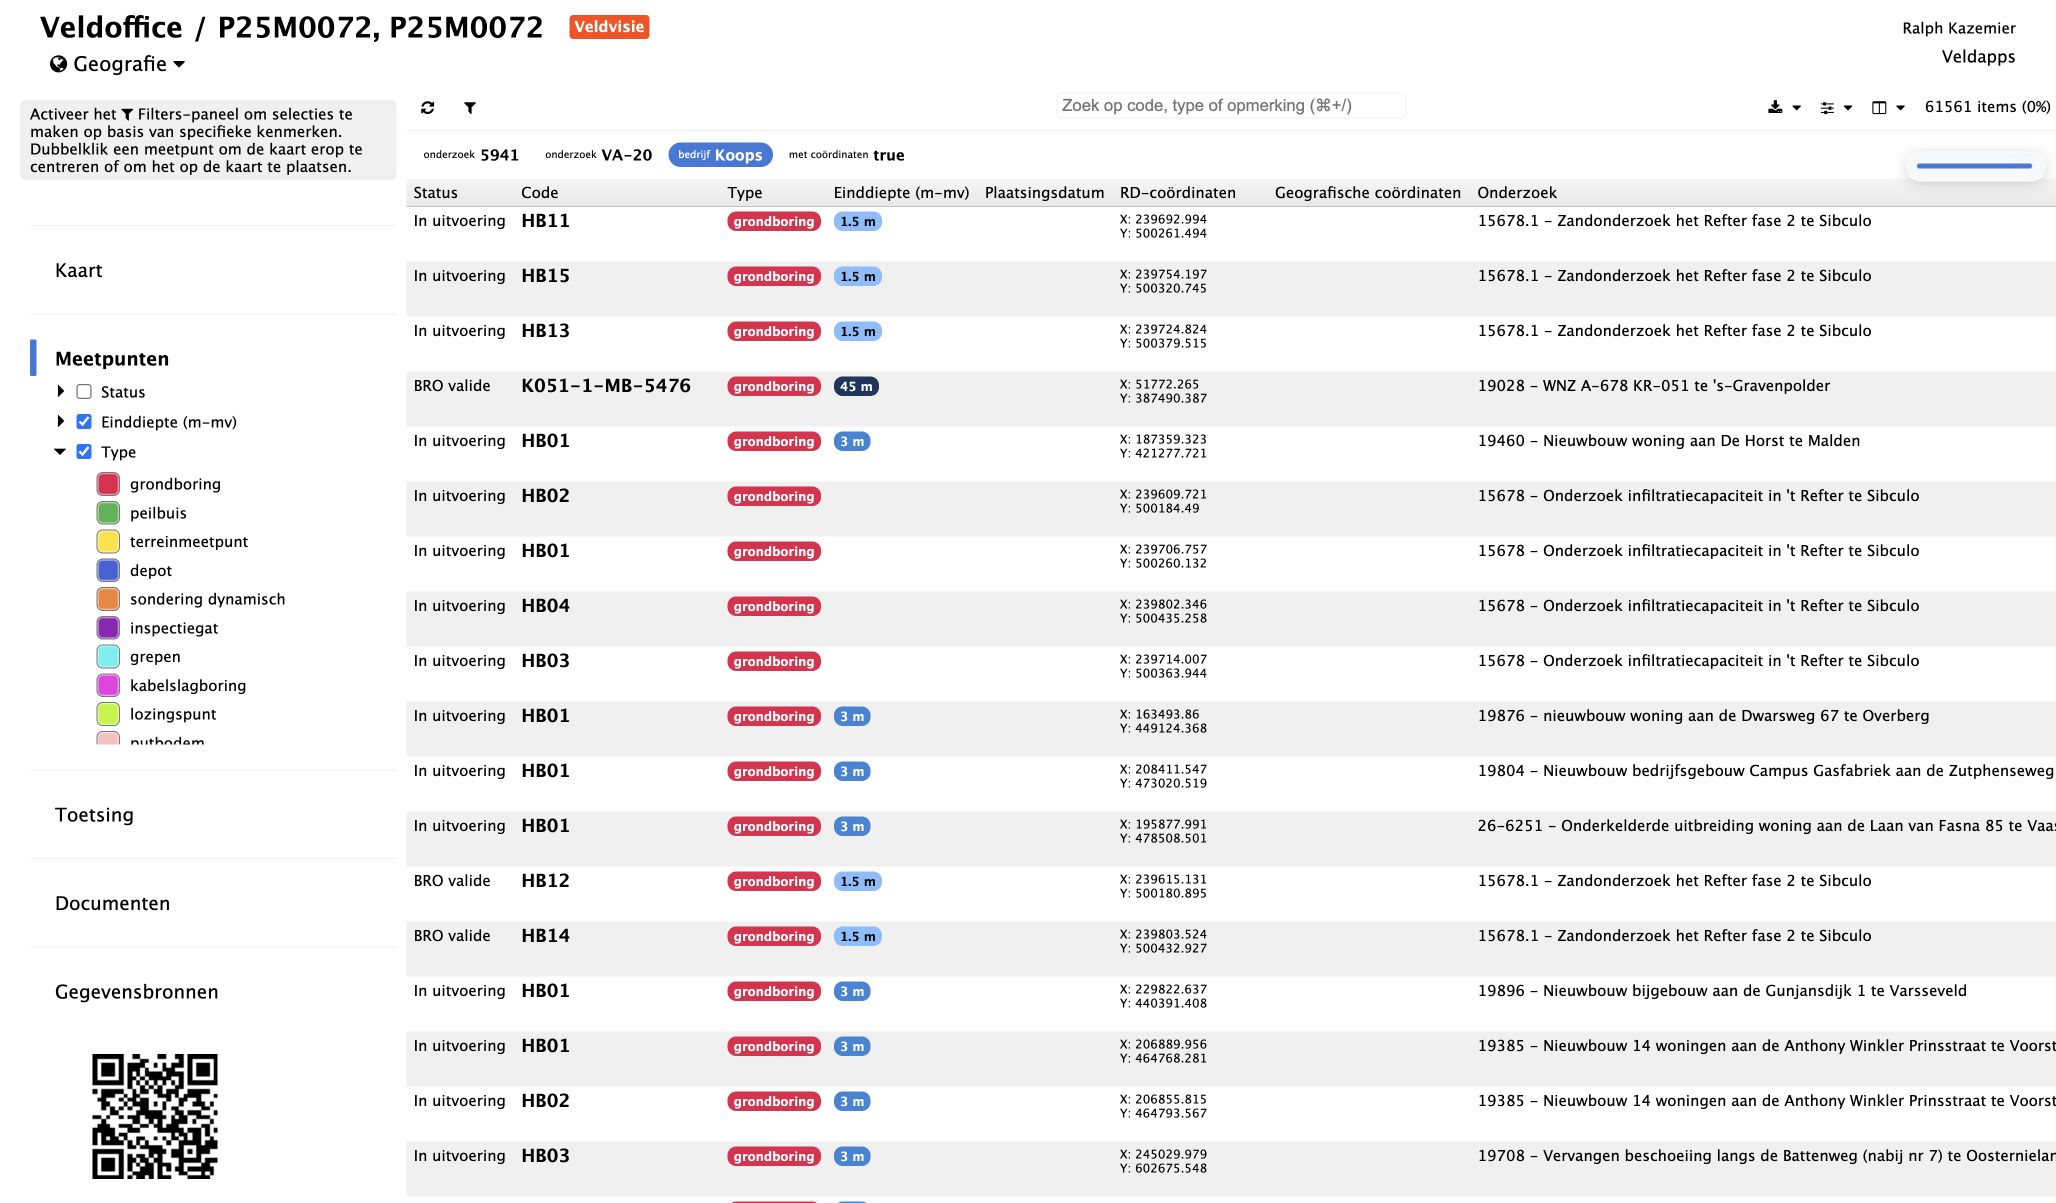 Veldoffice / P25M0072, P25M0072 Veldvisie
Ralph Kazemier
Geografie
Veldapps
Activeer het Filters-paneel om selecties te
maken op basis van specifieke kenmerken.
Dubbelklik een meetpunt om de kaart erop te
centreren of om het op de kaart te plaatsen.
Kaart
Meetpunten
Status
Einddiepte (m-mv)
Type
grondboring
peilbuis
terreinmeetpunt
depot
sondering dynamisch
inspectiegat
grepen
kabelslagboring
lozingspunt
putbodem
Toetsing
Documenten
Gegevensbronnen
Zoek op code, type of opmerking (⌘+/)
61561 items (0%)
onderzoek 5941 onderzoek VA-20 bedrijf Koops met coördinaten true
Status Code Type Einddiepte (m-mv) Plaatsingsdatum RD-coördinaten Geografische coördinaten Onderzoek
In uitvoering HB11 grondboring 1.5 m X: 239692.994 15678.1 - Zandonderzoek het Refter fase 2 te Sibculo
Y: 500261.494
In uitvoering HB15 grondboring 1.5 m X: 239754.197 15678.1 - Zandonderzoek het Refter fase 2 te Sibculo
Y: 500320.745
In uitvoering HB13 grondboring 1.5 m X: 239724.824 15678.1 - Zandonderzoek het Refter fase 2 te Sibculo
Y: 500379.515
BRO valide K051-1-MB-5476 grondboring 45 m X: 51772.265 19028 - WNZ A-678 KR-051 te 's-Gravenpolder
Y: 387490.387
In uitvoering HB01 grondboring 3 m X: 187359.323 19460 - Nieuwbouw woning aan De Horst te Malden
Y: 421277.721
In uitvoering HB02 grondboring X: 239609.721 15678 - Onderzoek infiltratiecapaciteit in 't Refter te Sibculo
Y: 500184.49
In uitvoering HB01 grondboring X: 239706.757 15678 - Onderzoek infiltratiecapaciteit in 't Refter te Sibculo
Y: 500260.132
In uitvoering HB04 grondboring X: 239802.346 15678 - Onderzoek infiltratiecapaciteit in 't Refter te Sibculo
Y: 500435.258
In uitvoering HB03 grondboring X: 239714.007 15678 - Onderzoek infiltratiecapaciteit in 't Refter te Sibculo
Y: 500363.944
In uitvoering HB01 grondboring 3 m X: 163493.86 19876 - nieuwbouw woning aan de Dwarsweg 67 te Overberg
Y: 449124.368
In uitvoering HB01 grondboring 3 m X: 208411.547 19804 - Nieuwbouw bedrijfsgebouw Campus Gasfabriek aan de Zutphenseweg
Y: 473020.519
In uitvoering HB01 grondboring 3 m X: 195877.991 26-6251 - Onderkelderde uitbreiding woning aan de Laan van Fasna 85 te Vaas
Y: 478508.501
BRO valide HB12 grondboring 1.5 m X: 239615.131 15678.1 - Zandonderzoek het Refter fase 2 te Sibculo
Y: 500180.895
BRO valide HB14 grondboring 1.5 m X: 239803.524 15678.1 - Zandonderzoek het Refter fase 2 te Sibculo
Y: 500432.927
In uitvoering HB01 grondboring 3 m X: 229822.637 19896 - Nieuwbouw bijgebouw aan de Gunjansdijk 1 te Varsseveld
Y: 440391.408
In uitvoering HB01 grondboring 3 m X: 206889.956 19385 - Nieuwbouw 14 woningen aan de Anthony Winkler Prinsstraat te Voorst
Y: 464768.281
In uitvoering HB02 grondboring 3 m X: 206855.815 19385 - Nieuwbouw 14 woningen aan de Anthony Winkler Prinsstraat te Voorst
Y: 464793.567
In uitvoering HB03 grondboring 3 m X: 245029.979 19708 - Vervangen beschoeiing langs de Battenweg (nabij nr 7) te Oosternielan
Y: 602675.548